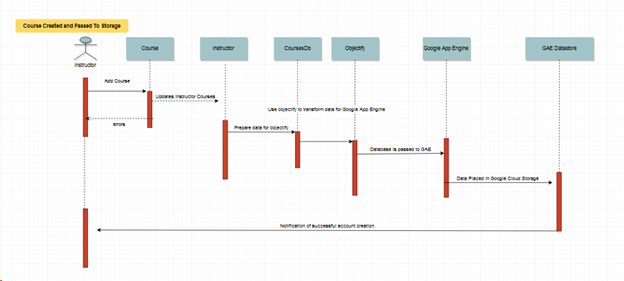 Course Created and Passed To Storage
Course
Instructor
CoursesDb
Objectify
Google App Engine
GAE Datastore
Instructor
Add Course
Updates Instructor Courses
Use objectify to transform data for Google App Engine
errors
Prepare data for objectify
Database is passed to GAE
Data Placed in Google Cloud Storage
Notification of successful account creation